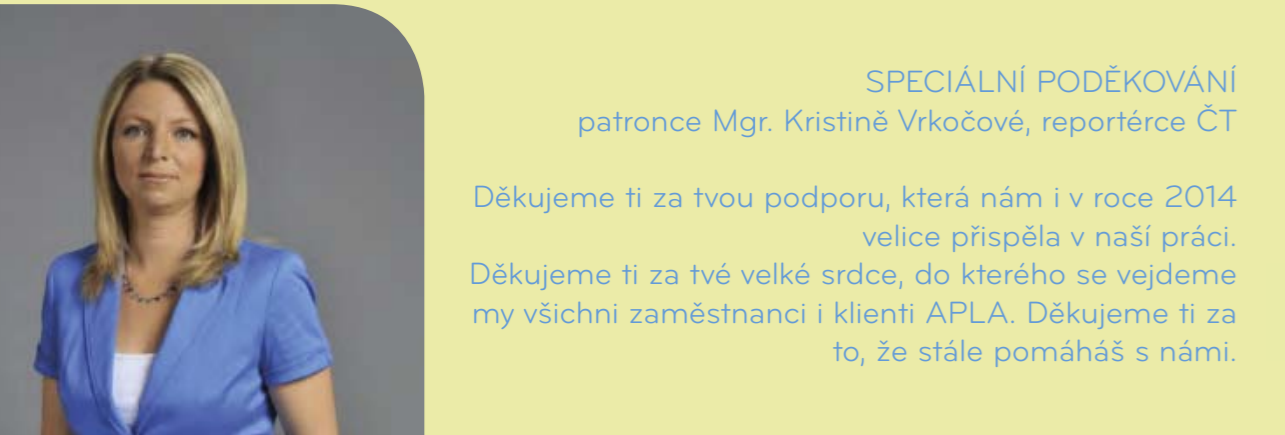 SPECIÁLNÍ PODĚKOVÁNÍ
patronce Mgr. Kristině Vrkočové, reportérce ČT
Děkujeme ti za tvou podporu, která nám i v roce 2014
velice přispěla v naší práci.
Děkujeme ti za tvé velké srdce, do kterého se vejdeme
my všichni zaměstnanci i klienti APLA. Děkujeme ti za
to, že stále pomáháš s námi.